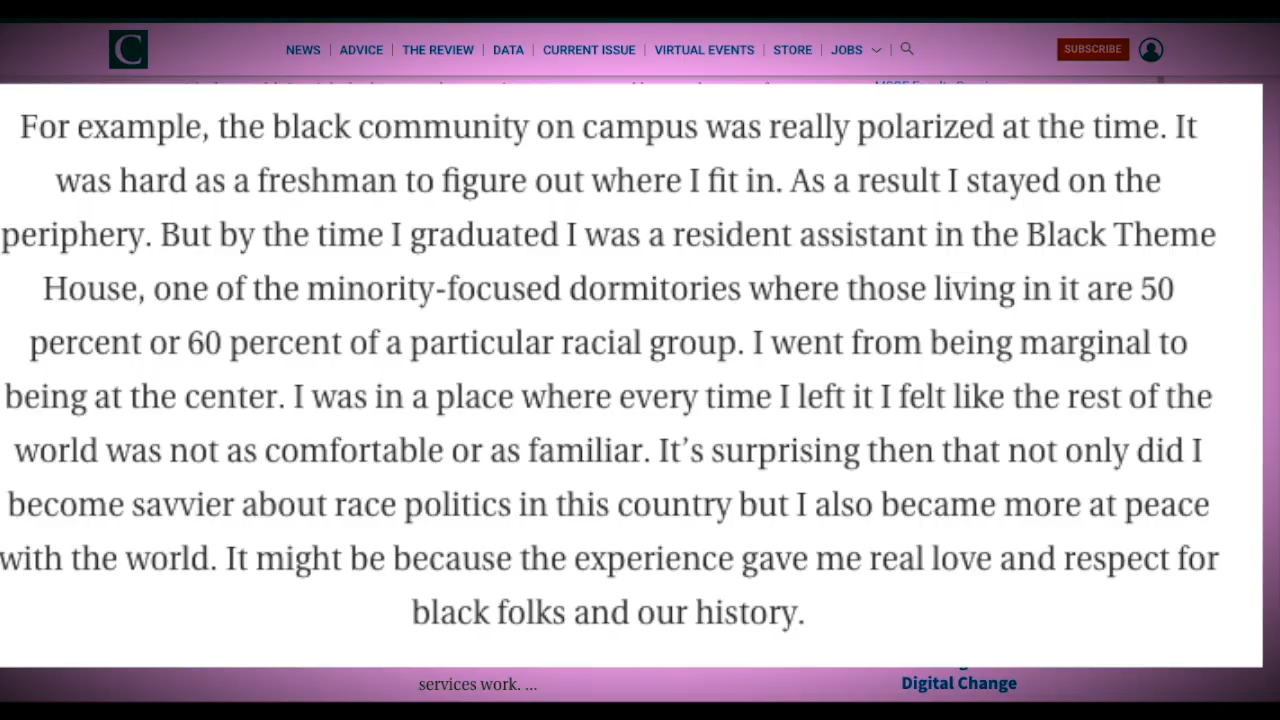 C
NEWS | ADVICE | THE REVIEW | DATA | CURRENT ISSUE | VIRTUAL EVENTS | STORE | JOBS
SUBSCRIBE
For example, the black community on campus was really polarized at the time. It
was hard as a freshman to figure out where I fit in. As a result I stayed on the
periphery. But by the time I graduated I was a resident assistant in the Black Theme
House, one of the minority-focused dormitories where those living in it are 50
percent or 60 percent of a particular racial group. I went from being marginal to
being at the center. I was in a place where every time I left it I felt like the rest of the
world was not as comfortable or as familiar. It’s surprising then that not only did I
become savvier about race politics in this country but I also became more at peace
with the world. It might be because the experience gave me real love and respect for
black folks and our history.
services work. ...
Digital Change